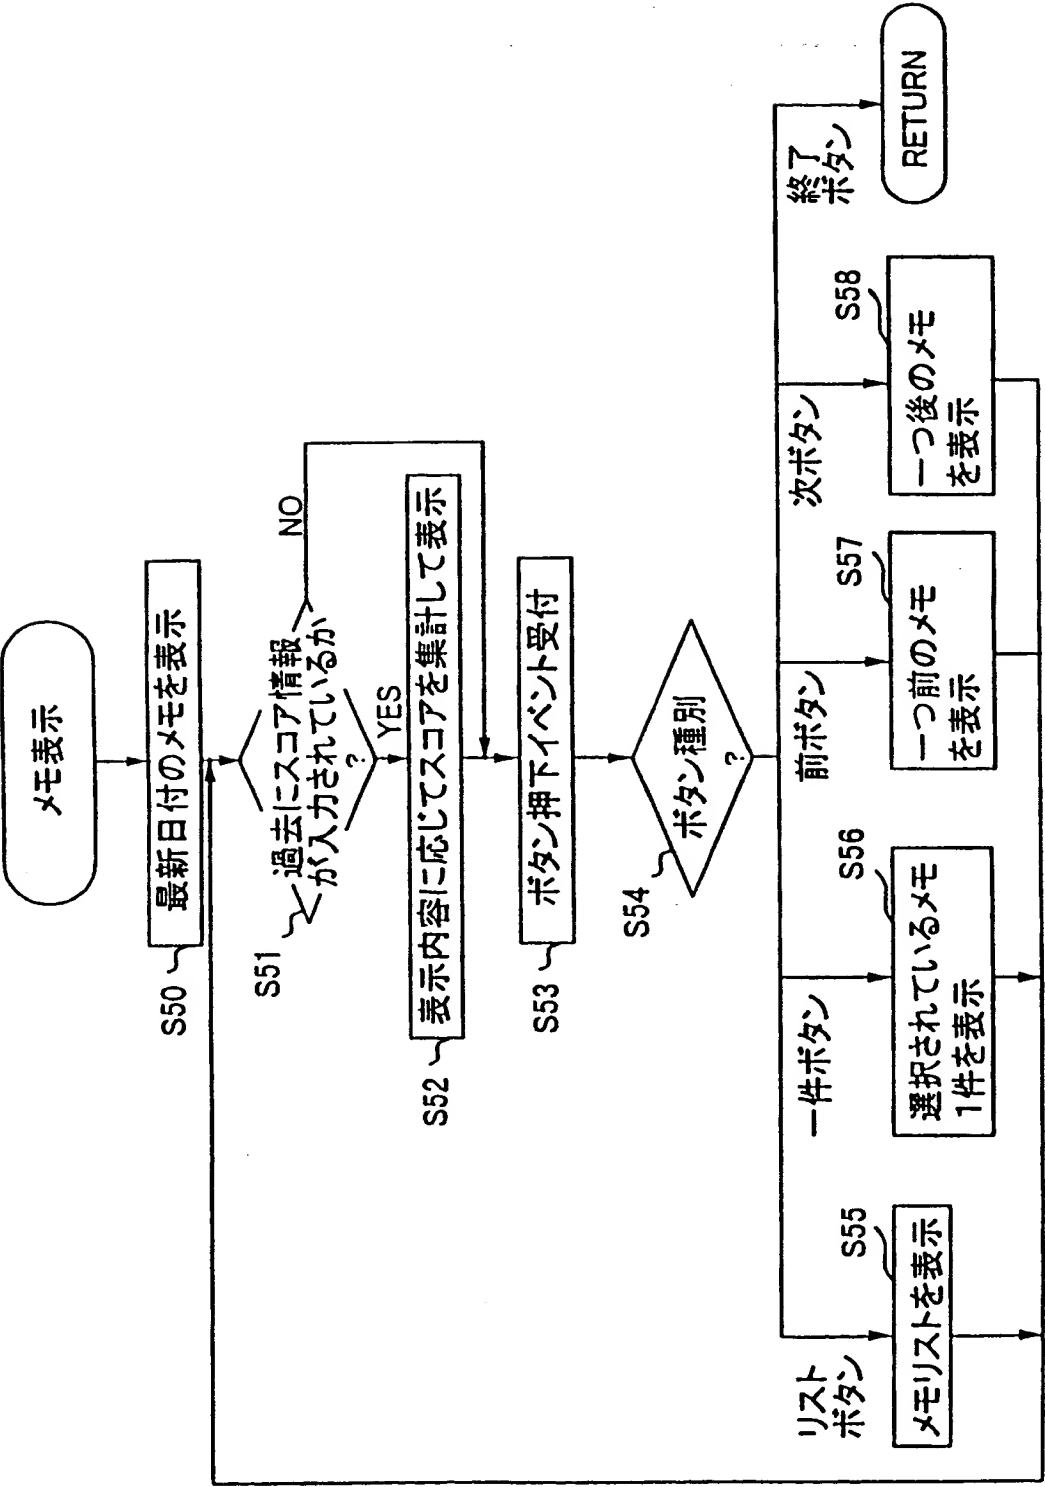 メモ表示
最新日付のメモを表示
S50
過去にスコア情報
が入力されているか
?
S51
NO
YES
表示内容に応じてスコアを集計して表示
S52
ボタン押下イベント受付
S53
ボタン種別
?
S54
リスト
ボタン
一件ボタン
前ボタン
次ボタン
終了
ボタン
S55
メモリストを表示
S56
選択されているメモ
1件を表示
S57
一つ前のメモ
を表示
S58
一つ後のメモ
を表示
RETURN